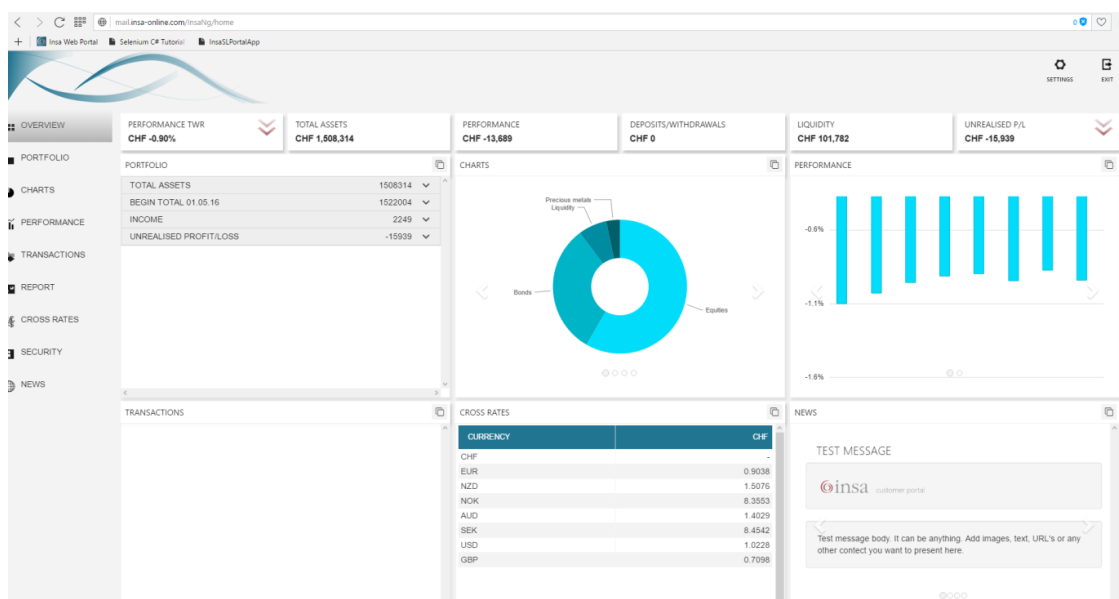 mail.insa-online.com/InsaNg/home
0
Insa Web Portal
Selenium C# Tutorial
InsaSLPortalApp
SETTINGS
EXIT
OVERVIEW
PORTFOLIO
CHARTS
PERFORMANCE
TRANSACTIONS
REPORT
CROSS RATES
SECURITY
NEWS
PERFORMANCE TWR
CHF -0.90%
TOTAL ASSETS
CHF 1,508,314
PERFORMANCE
CHF -13,689
DEPOSITS/WITHDRAWALS
CHF 0
LIQUIDITY
CHF 101,782
UNREALISED P/L
CHF -15,939
PORTFOLIO
TOTAL ASSETS 1508314
BEGIN TOTAL 01.05.16 1522004
INCOME 2249
UNREALISED PROFIT/LOSS -15939
CHARTS
Precious metals
Liquidity
Bonds
Equities
PERFORMANCE
-0.6%
-1.1%
-1.6%
TRANSACTIONS
CROSS RATES
CURRENCY CHF
CHF -
EUR 0.9038
NZD 1.5076
NOK 8.3553
AUD 1.4029
SEK 8.4542
USD 1.0228
GBP 0.7098
NEWS
TEST MESSAGE
insa customer portal
Test message body. It can be anything. Add images, text, URL's or any
other contect you want to present here.